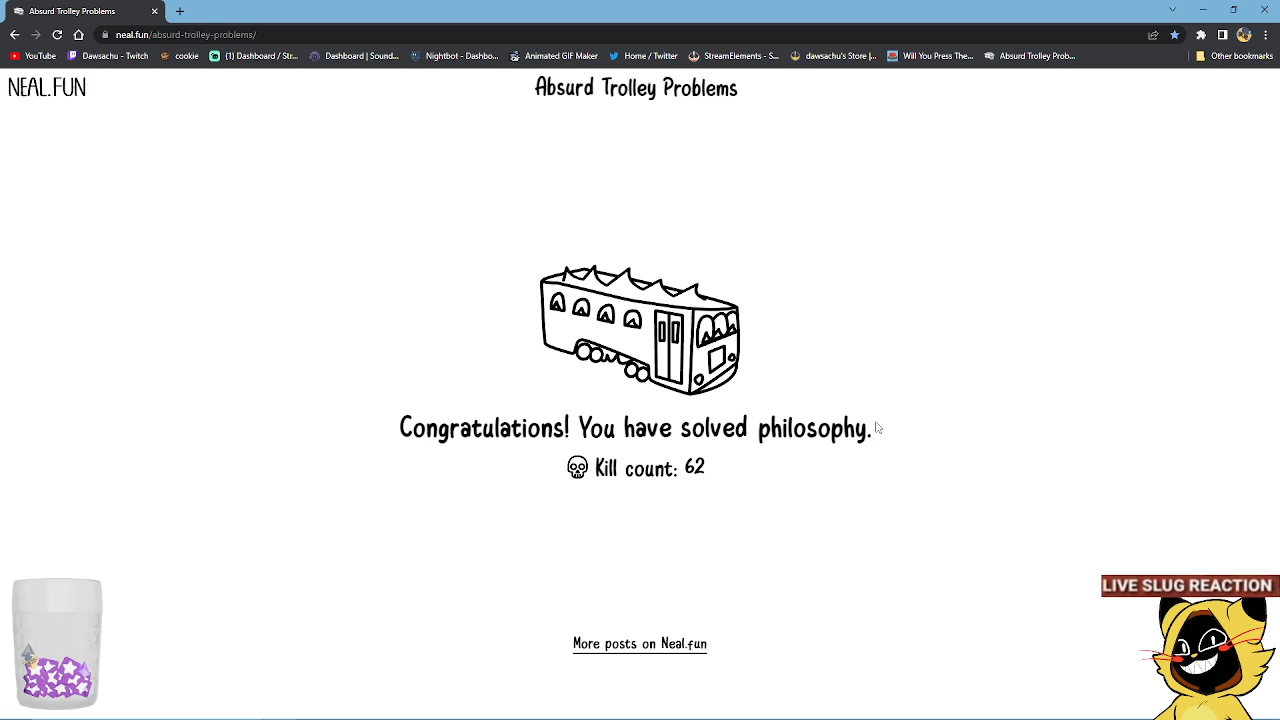 Absurd Trolley Problems
neal.fun/absurd-trolley-problems/
YouTube
Dawsachu - Twitch
cookie
(1) Dashboard / Str...
Dashboard | Sound...
Nightbot - Dashbo...
Animated GIF Maker
Home / Twitter
StreamElements - S...
dawsachu's Store |...
Will You Press The...
Absurd Trolley Prob...
Other bookmarks
NEAL.FUN
Absurd Trolley Problems
Congratulations! You have solved philosophy.
Kill count: 62
LIVE SLUG REACTION
More posts on Neal.fun